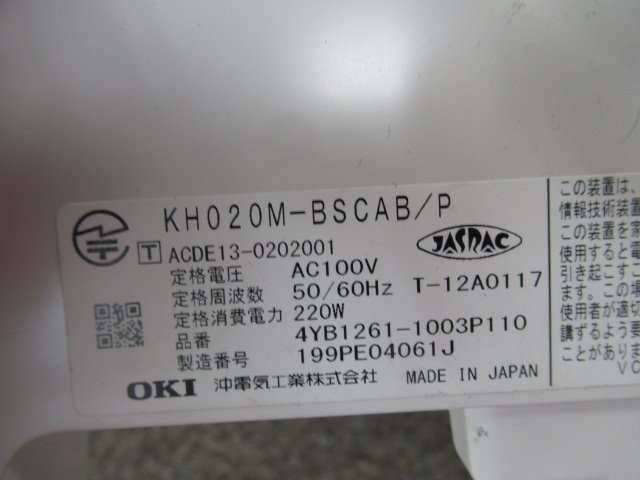 KH020M-BSCAB/P
T ACDE13-0202001
JASRAC
定格電圧 AC100V T-12A0117
定格周波数 50/60Hz
定格消費電力 220W
品番 4YB1261-1003P110
製造番号 199PE04061J
OKI 沖電気工業株式会社 MADE IN JAPAN
この装置は、
情報技術装置
この装置を家
使用すると電
引き起こす
ます。この場
使用者が適切
講ずるよう
ことがありま
VC